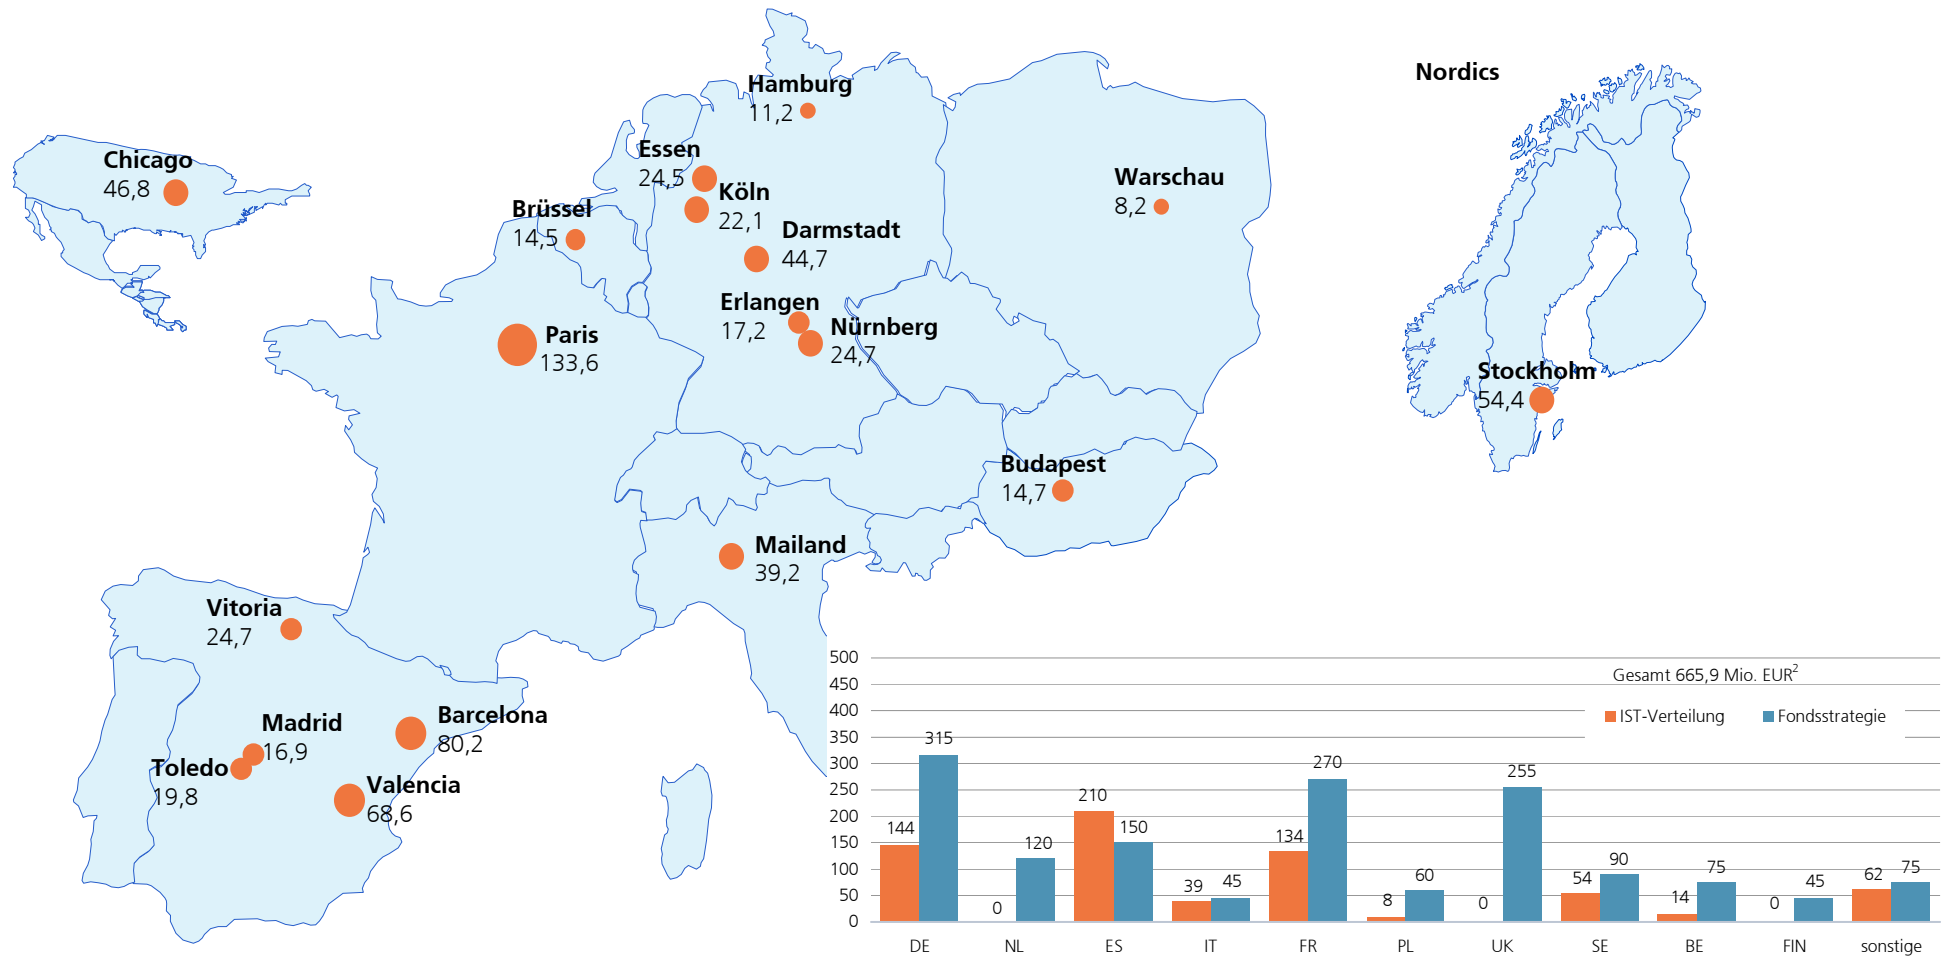 Nordics
Hamburg
11,2
Essen
24,5
Chicago
46,8
Köln
22,1
Warschau
8,2
Brüssel
14,5
Darmstadt
44,7
Erlangen
17,2
Nürnberg
24,7
Paris
133,6
Stockholm
54,4
Budapest
14,7
Mailand
39,2
Vitoria
24,7
Barcelona
80,2
Madrid
16,9
Toledo
19,8
Valencia
68,6
Gesamt 665,9 Mio. EUR²
IST-Verteilung
Fondsstrategie
500
450
400
350
300
250
200
150
100
50
0
144
315
0
120
210
150
39
45
134
270
8
60
0
255
54
90
14
75
0
45
62
75
DE
NL
ES
IT
FR
PL
UK
SE
BE
FIN
sonstige